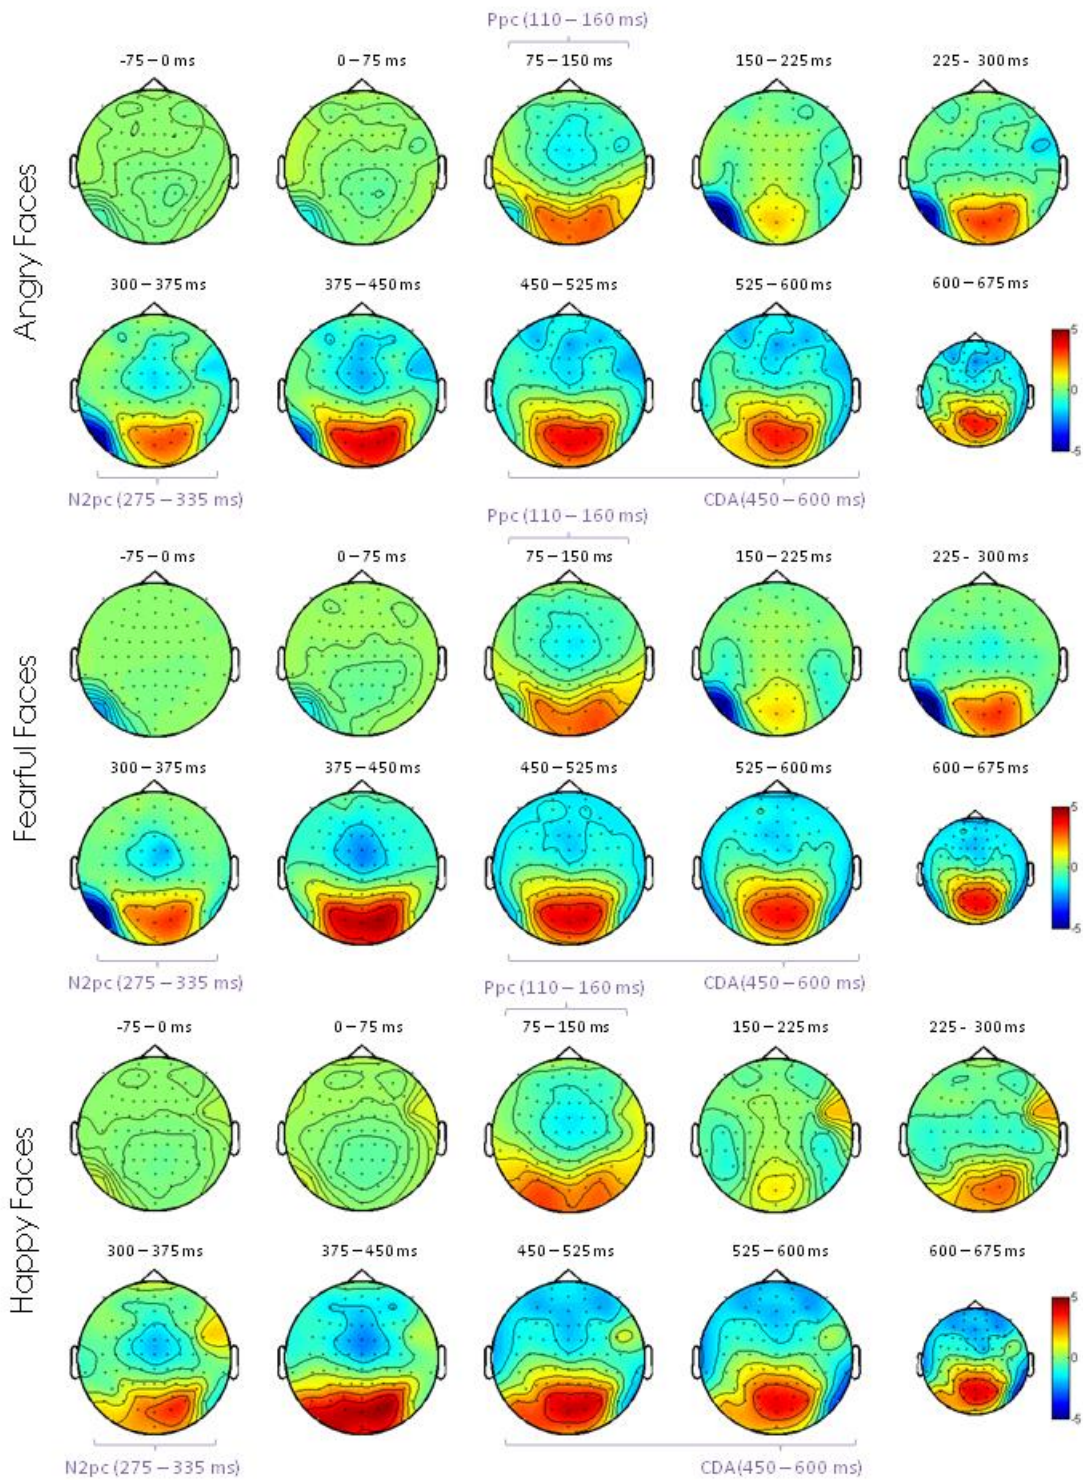 Ppc (110 – 160 ms)
-75 – 0 ms
0 – 75 ms
75 – 150 ms
150 – 225 ms
225 - 300 ms
Angry Faces
300 – 375 ms
375 – 450 ms
450 – 525 ms
525 – 600 ms
600 – 675 ms
5
0
-5
N2pc (275 – 335 ms)
CDA(450 – 600 ms)
Ppc (110 – 160 ms)
-75 – 0 ms
0 – 75 ms
75 – 150 ms
150 – 225 ms
225 - 300 ms
Fearful Faces
300 – 375 ms
375 – 450 ms
450 – 525 ms
525 – 600 ms
600 – 675 ms
5
0
-5
N2pc (275 – 335 ms)
CDA(450 – 600 ms)
Ppc (110 – 160 ms)
-75 – 0 ms
0 – 75 ms
75 – 150 ms
150 – 225 ms
225 - 300 ms
Happy Faces
300 – 375 ms
375 – 450 ms
450 – 525 ms
525 – 600 ms
600 – 675 ms
5
0
-5
N2pc (275 – 335 ms)
CDA(450 – 600 ms)